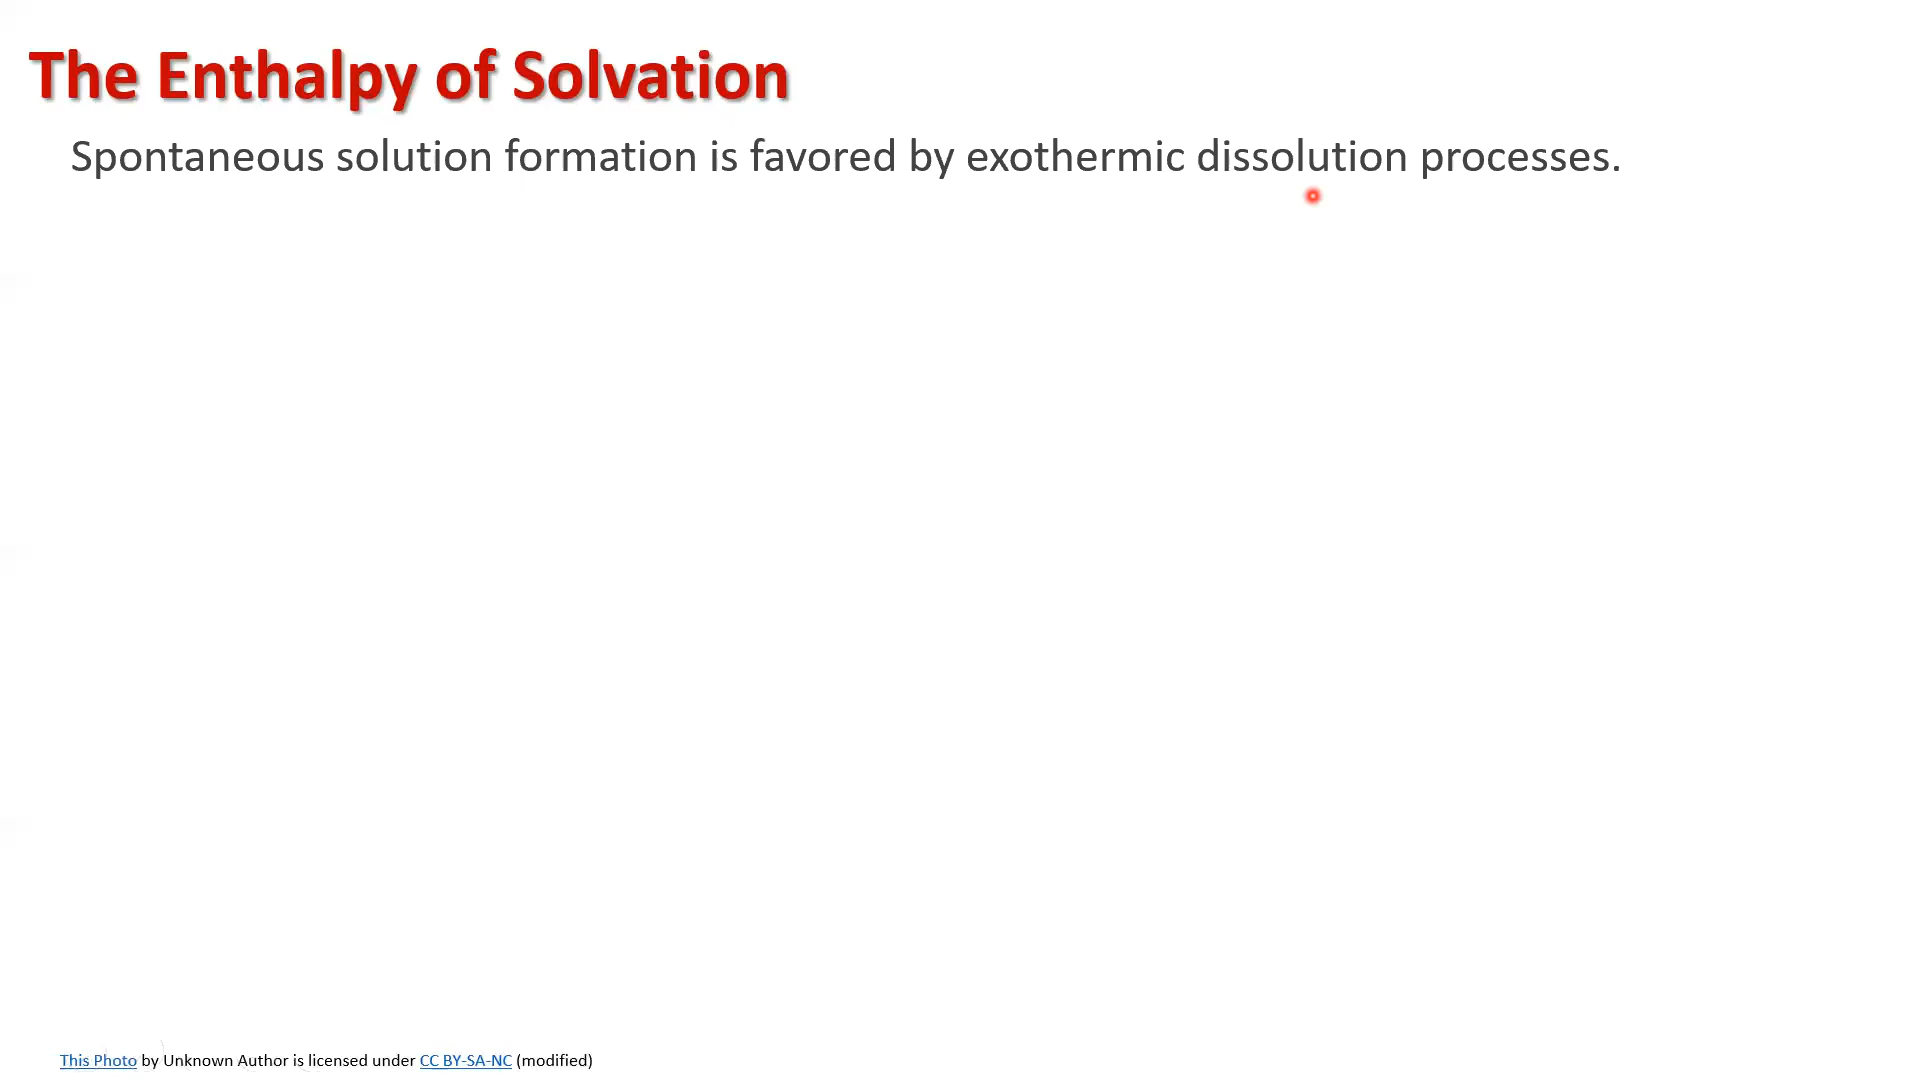 The Enthalpy of Solvation
Spontaneous solution formation is favored by exothermic dissolution processes.
This Photo by Unknown Author is licensed under CC BY-SA-NC (modified)